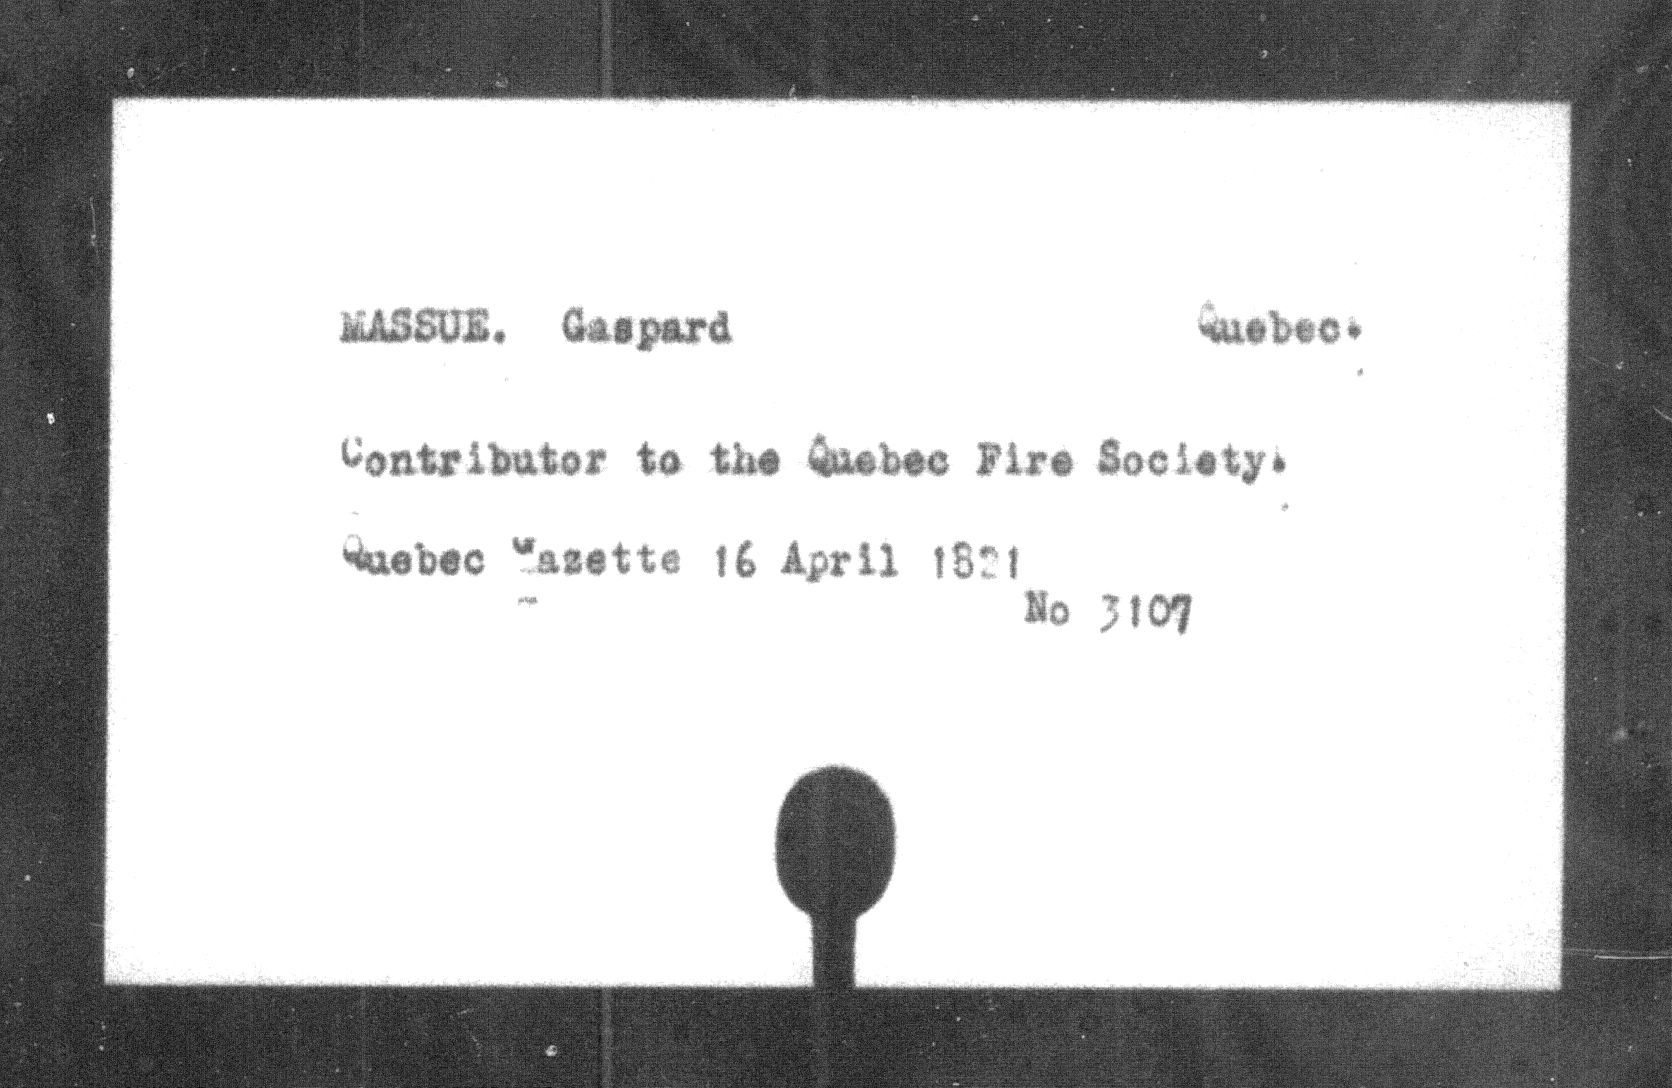 MASSUE. Gaspard Quebec.
Contributor to the Quebec Fire Society.
Quebec Gazette 16 April 1821
No 3107